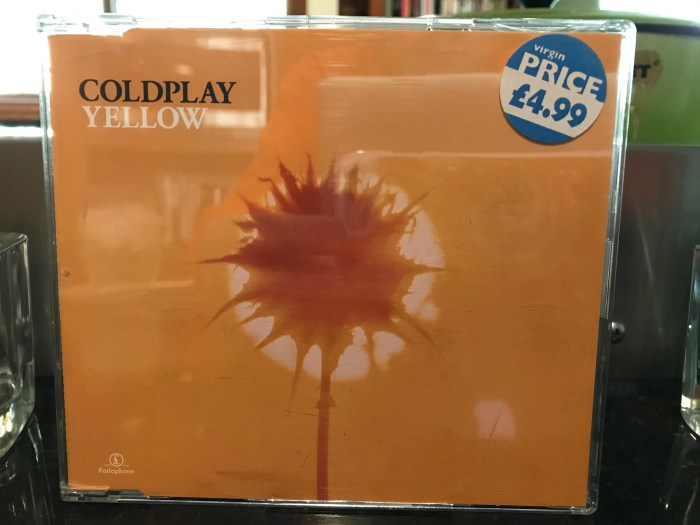 COLDPLAY
YELLOW
virgin
PRICE
£4.99
Parlophone